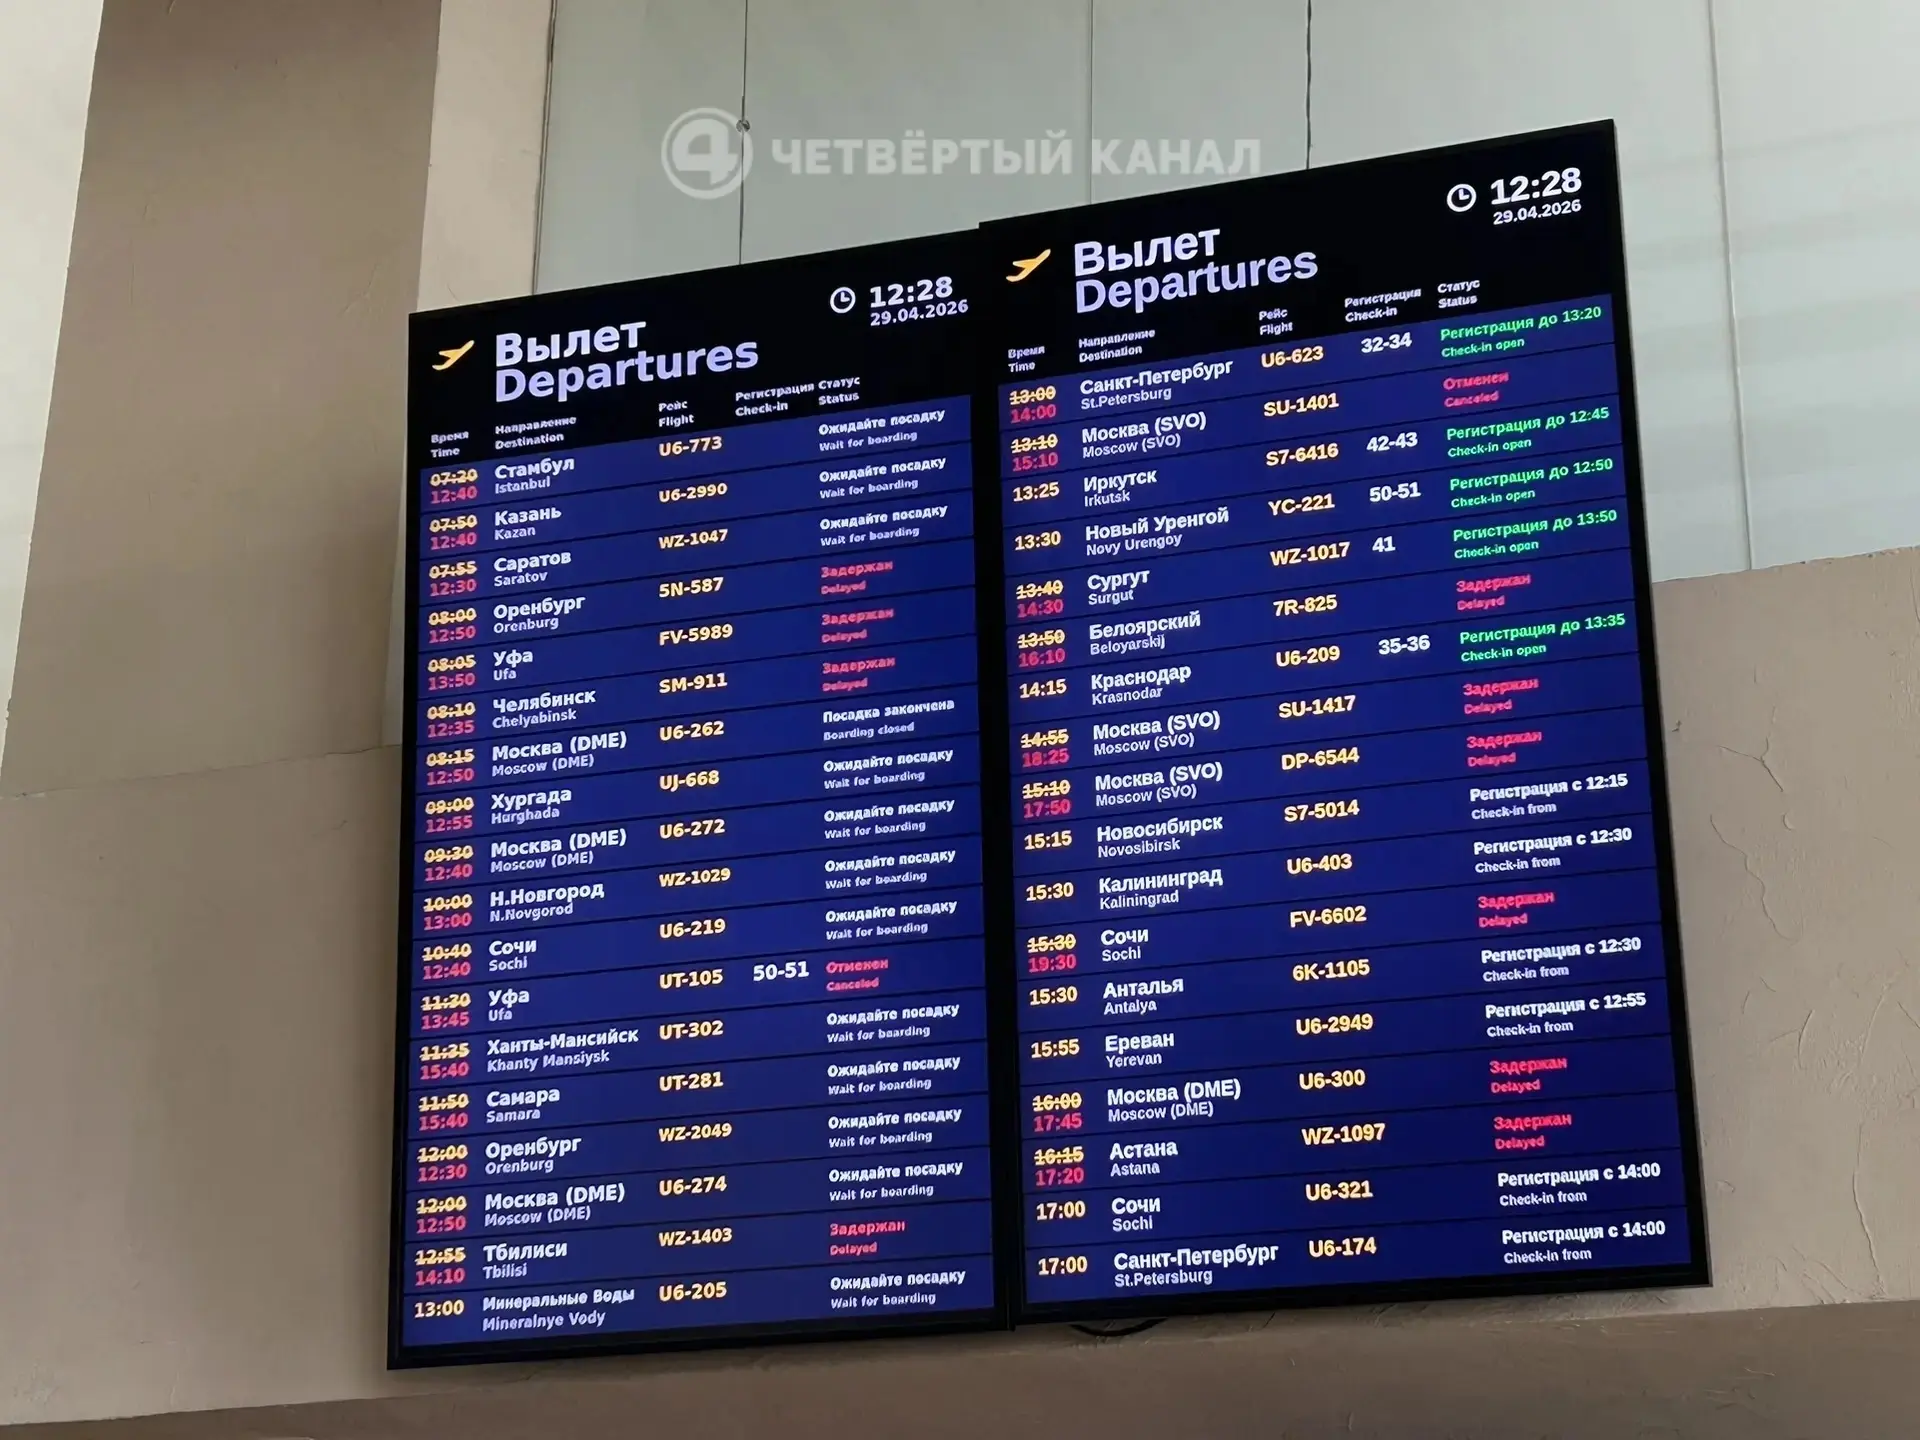 4 ЧЕТВЁРТЫЙ КАНАЛ
Вылет
Departures
12:28
29.04.2026
Время Направление Рейс Регистрация Статус
Time Destination Flight Check-in Status
07:20 Стамбул U6-773 Ожидайте посадку
12:40 Istanbul Wait for boarding
07:50 Казань U6-2990 Ожидайте посадку
12:40 Kazan Wait for boarding
07:55 Саратов WZ-1047 Ожидайте посадку
12:30 Saratov Wait for boarding
08:00 Оренбург 5N-587 Задержан
12:50 Orenburg Delayed
08:05 Уфа FV-5989 Задержан
13:50 Ufa Delayed
08:10 Челябинск SM-911 Задержан
12:35 Chelyabinsk Delayed
08:15 Москва (DME) U6-262 Посадка закончена
12:50 Moscow (DME) Boarding closed
09:00 Хургада UJ-668 Ожидайте посадку
12:55 Hurghada Wait for boarding
09:30 Москва (DME) U6-272 Ожидайте посадку
12:40 Moscow (DME) Wait for boarding
10:00 Н.Новгород WZ-1029 Ожидайте посадку
13:00 N.Novgorod Wait for boarding
10:40 Сочи U6-219 Ожидайте посадку
12:40 Sochi Wait for boarding
11:30 Уфа UT-105 50-51 Отменен
13:45 Ufa Canceled
11:35 Ханты-Мансийск UT-302 Ожидайте посадку
15:40 Khanty Mansiysk Wait for boarding
11:50 Самара UT-281 Ожидайте посадку
15:40 Samara Wait for boarding
12:00 Оренбург WZ-2049 Ожидайте посадку
12:30 Orenburg Wait for boarding
12:00 Москва (DME) U6-274 Ожидайте посадку
12:50 Moscow (DME) Wait for boarding
12:55 Тбилиси WZ-1403 Задержан
14:10 Tbilisi Delayed
13:00 Минеральные Воды U6-205 Ожидайте посадку
Mineralnye Vody Wait for boarding
Вылет
Departures
12:28
29.04.2026
Время Направление Рейс Регистрация Статус
Time Destination Flight Check-in Status
13:00 Санкт-Петербург U6-623 32-34 Регистрация до 13:20
14:00 St.Petersburg Check-in open
13:10 Москва (SVO) SU-1401 Отменен
15:10 Moscow (SVO) Canceled
13:25 Иркутск S7-6416 42-43 Регистрация до 12:45
Irkutsk Check-in open
13:30 Новый Уренгой YC-221 50-51 Регистрация до 12:50
Novy Urengoy Check-in open
13:40 Сургут WZ-1017 41 Регистрация до 13:50
14:30 Surgut Check-in open
13:50 Белоярский 7R-825 Задержан
16:10 Beloyarskij Delayed
14:15 Краснодар U6-209 35-36 Регистрация до 13:35
Krasnodar Check-in open
14:55 Москва (SVO) SU-1417 Задержан
18:25 Moscow (SVO) Delayed
15:10 Москва (SVO) DP-6544 Задержан
17:50 Moscow (SVO) Delayed
15:15 Новосибирск S7-5014 Регистрация с 12:15
Novosibirsk Check-in from
15:30 Калининград U6-403 Регистрация с 12:30
Kaliningrad Check-in from
15:30 Сочи FV-6602 Задержан
19:30 Sochi Delayed
15:30 Анталья 6K-1105 Регистрация с 12:30
Antalya Check-in from
15:55 Ереван U6-2949 Регистрация с 12:55
Yerevan Check-in from
16:00 Москва (DME) U6-300 Задержан
17:45 Moscow (DME) Delayed
16:15 Астана WZ-1097 Задержан
17:20 Astana Delayed
17:00 Сочи U6-321 Регистрация с 14:00
Sochi Check-in from
17:00 Санкт-Петербург U6-174 Регистрация с 14:00
St.Petersburg Check-in from